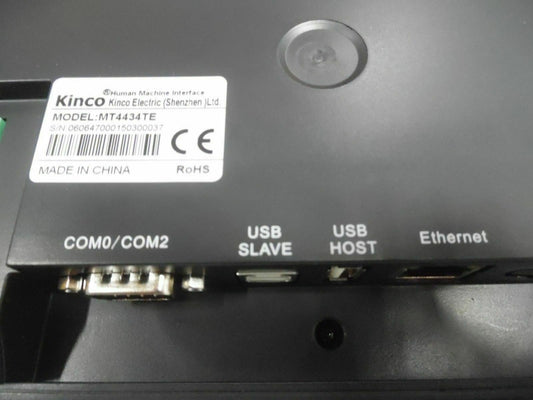 ®Human Machine Interface
Kinco Kinco Electric (Shenzhen )Ltd.
MODEL:MT4434TE
S/N:060647000150300037
CE
MADE IN CHINA RoHS
COM0/COM2
USB SLAVE
USB HOST
Ethernet